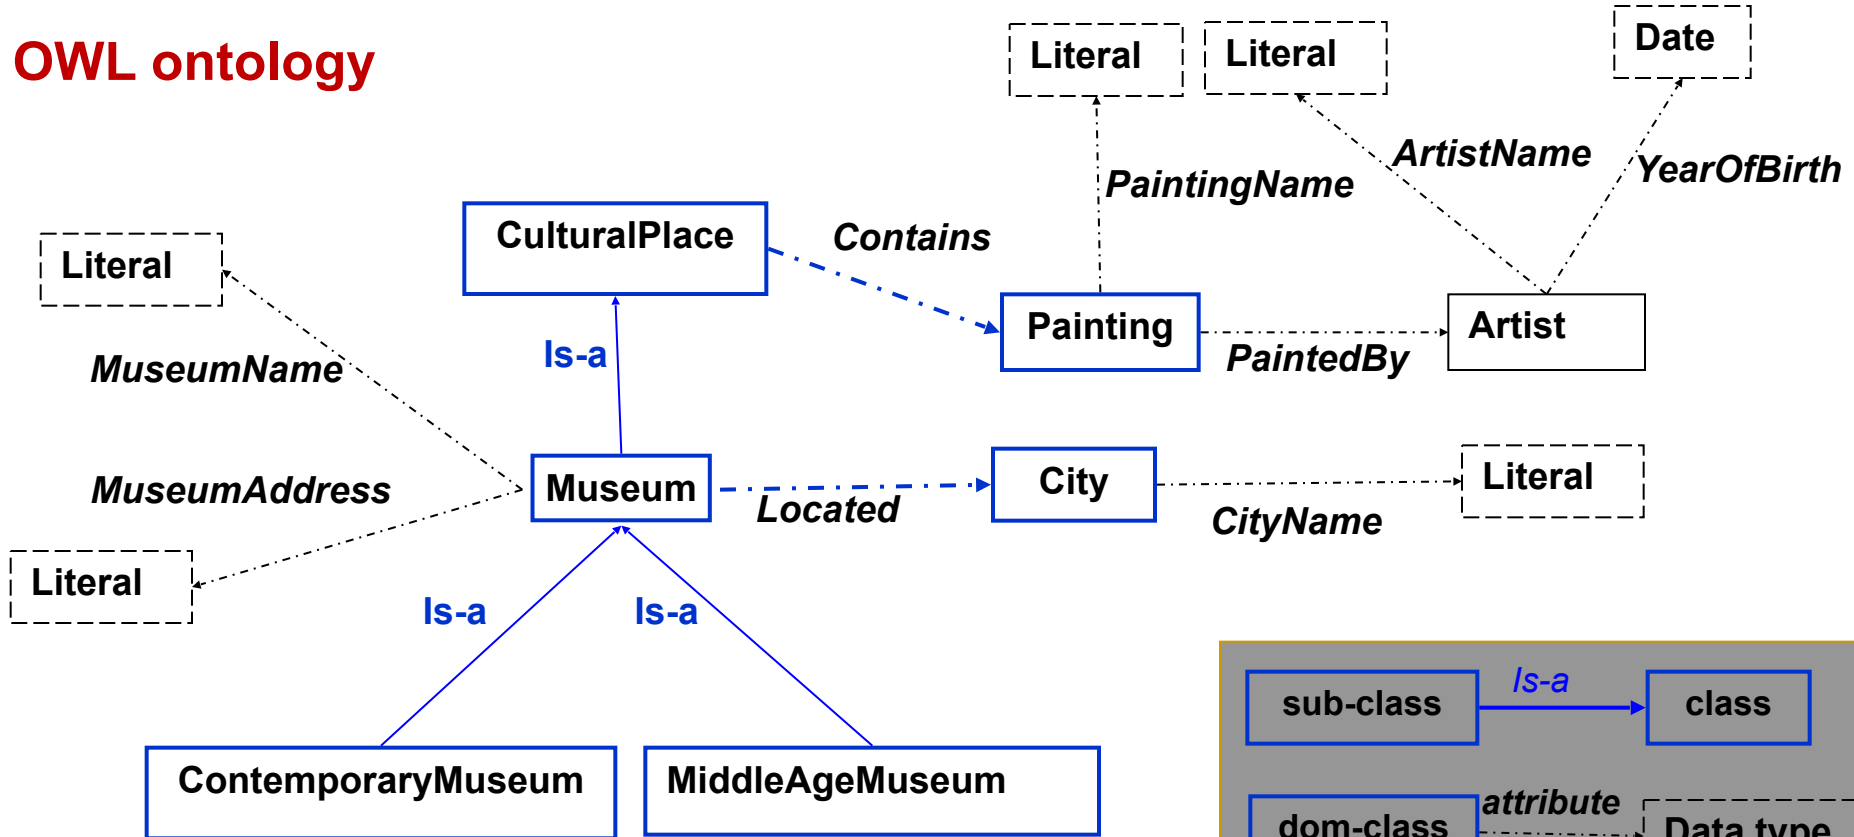 OWL ontology
Literal
Literal
Date
ArtistName
PaintingName
YearOfBirth
CulturalPlace
Contains
Literal
Painting
Artist
Is-a
PaintedBy
MuseumName
MuseumAddress
Museum
Located
City
Literal
CityName
Literal
Is-a
Is-a
sub-class
Is-a
class
ContemporaryMuseum
MiddleAgeMuseum
attribute
dom-class
Data type